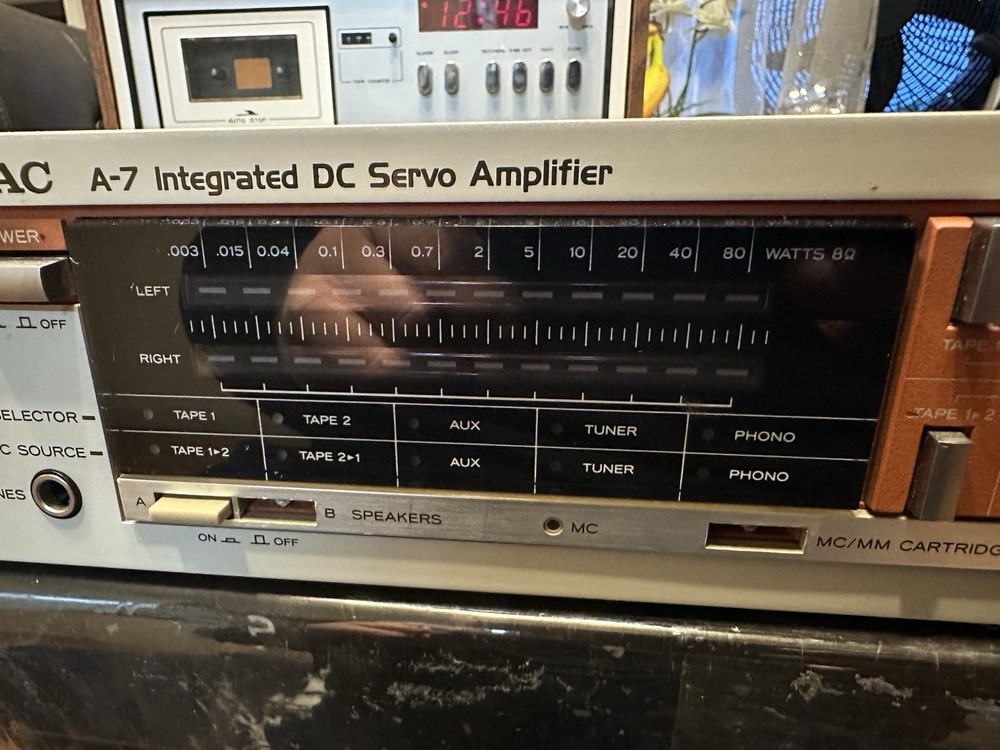 12:46
AUTO STOP
AC A-7 Integrated DC Servo Amplifier
WER
.003 .015 0.04 0.1 0.3 0.7 2 5 10 20 40 80 WATTS 8Ω
LEFT
OFF
RIGHT
TAPE 1 TAPE 2 AUX TUNER PHONO
TAPE 1▸2 TAPE 2▸1 AUX TUNER PHONO
ELECTOR
C SOURCE
NES
TAPE 1▸2
A B SPEAKERS MC MC/MM CARTRIDG
ON OFF